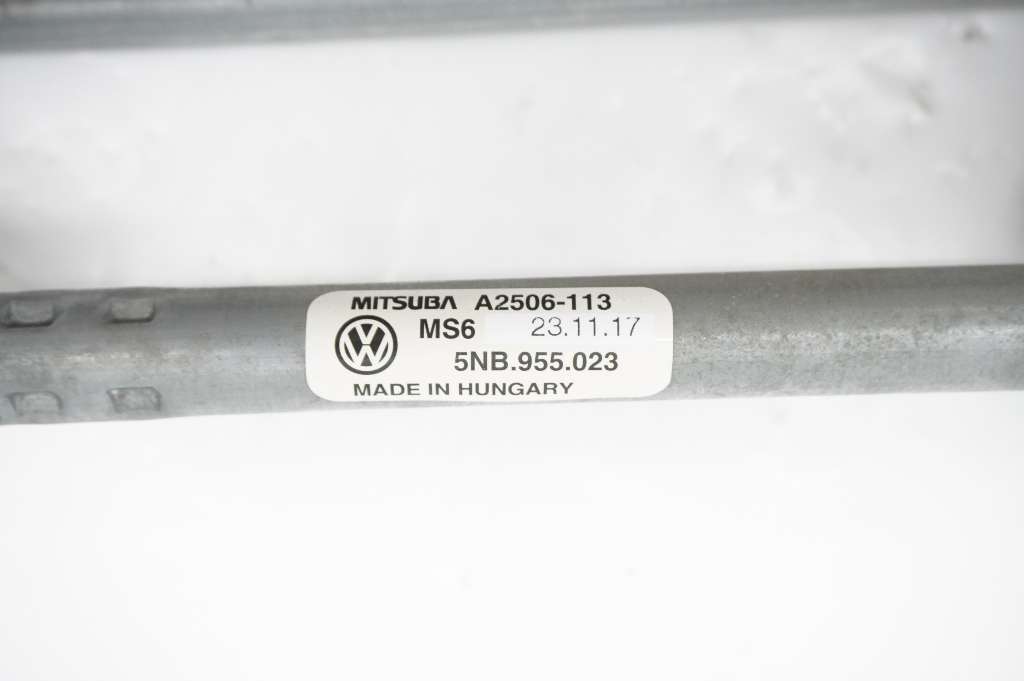 MITSUBA A2506-113
MS6 23.11.17
5NB.955.023
MADE IN HUNGARY